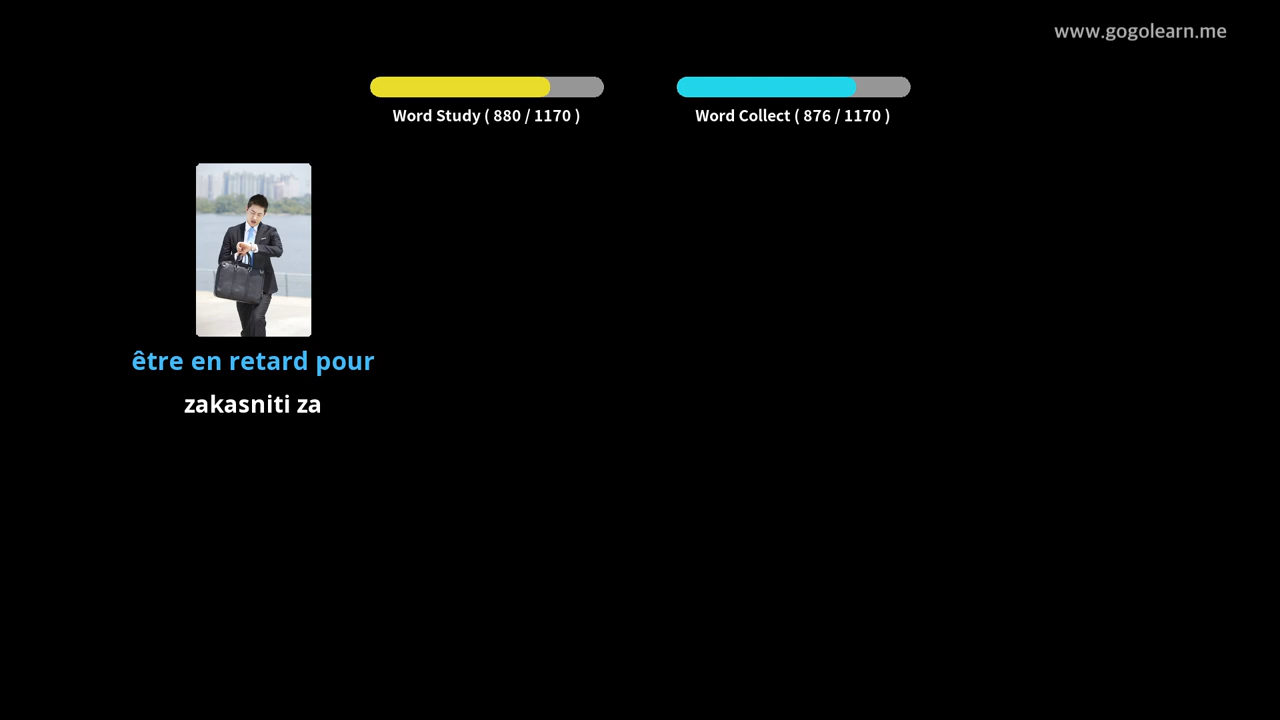 www.gogolearn.me
Word Study ( 880 / 1170 )
Word Collect ( 876 / 1170 )
être en retard pour
zakasniti za